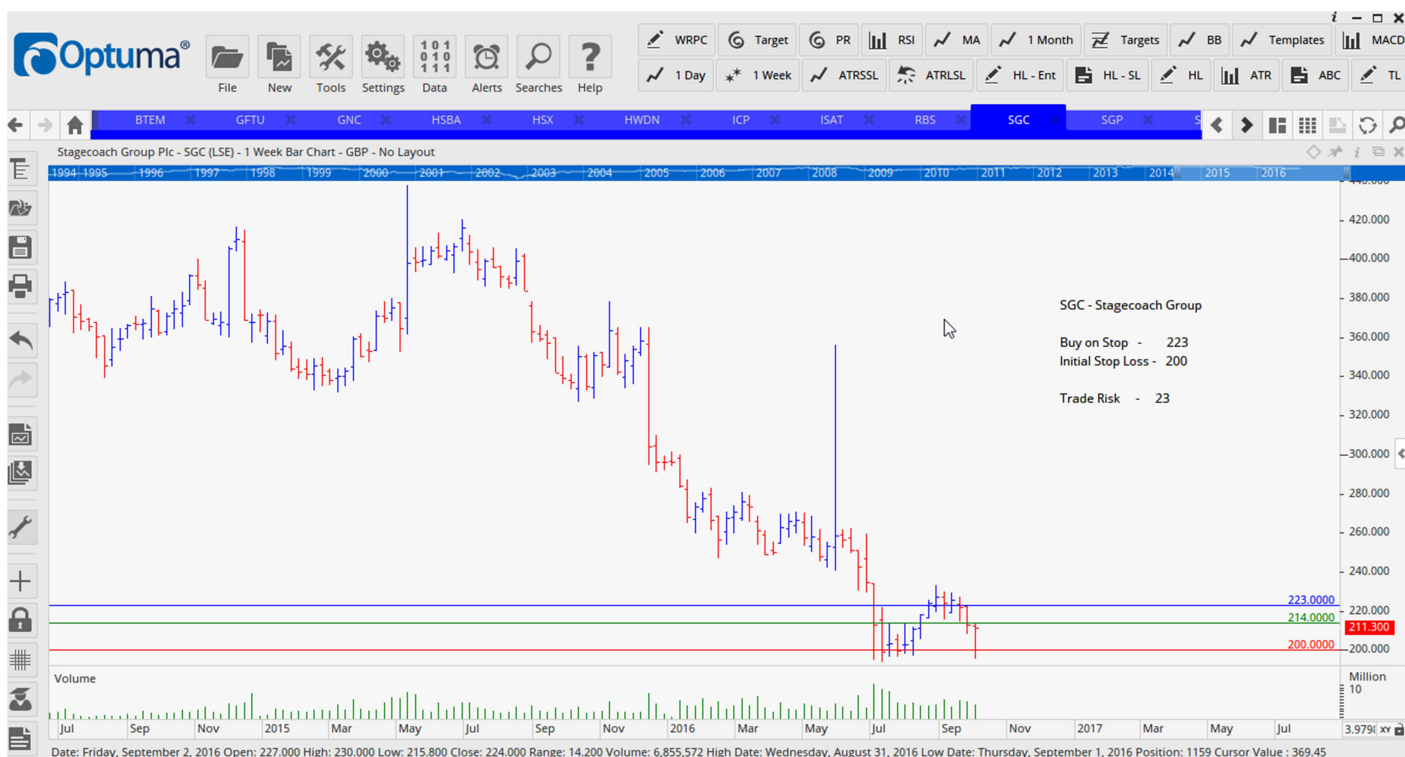 i
Optuma®
File New Tools Settings Data Alerts Searches Help
101
010
111
WRPC Target PR RSI MA 1 Month Targets BB Templates MACD
1 Day 1 Week ATRSSL ATRLSL HL - Ent HL - SL HL ATR ABC TL
BTEM GFTU GNC HSBA HSX HWDN ICP ISAT RBS SGC SGP S
Stagecoach Group Plc - SGC (LSE) - 1 Week Bar Chart - GBP - No Layout
1994 1995 1996 1997 1998 1999 2000 2001 2002 2003 2004 2005 2006 2007 2008 2009 2010 2011 2012 2013 2014 2015 2016
440.000
420.000
400.000
380.000
SGC - Stagecoach Group
360.000
Buy on Stop - 223
Initial Stop Loss - 200
340.000
Trade Risk - 23
320.000
300.000
280.000
260.000
240.000
223.0000
220.000
214.0000
211.300
200.0000
200.000
Volume
Million
10
Jul Sep Nov 2015 Mar May Jul Sep Nov 2016 Mar May Jul Sep Nov 2017 Mar May Jul
XY
Date: Friday, September 2, 2016 Open: 227.000 High: 230.000 Low: 215.800 Close: 224.000 Range: 14.200 Volume: 6,855,572 High Date: Wednesday, August 31, 2016 Low Date: Thursday, September 1, 2016 Position: 1159 Cursor Value : 369.45